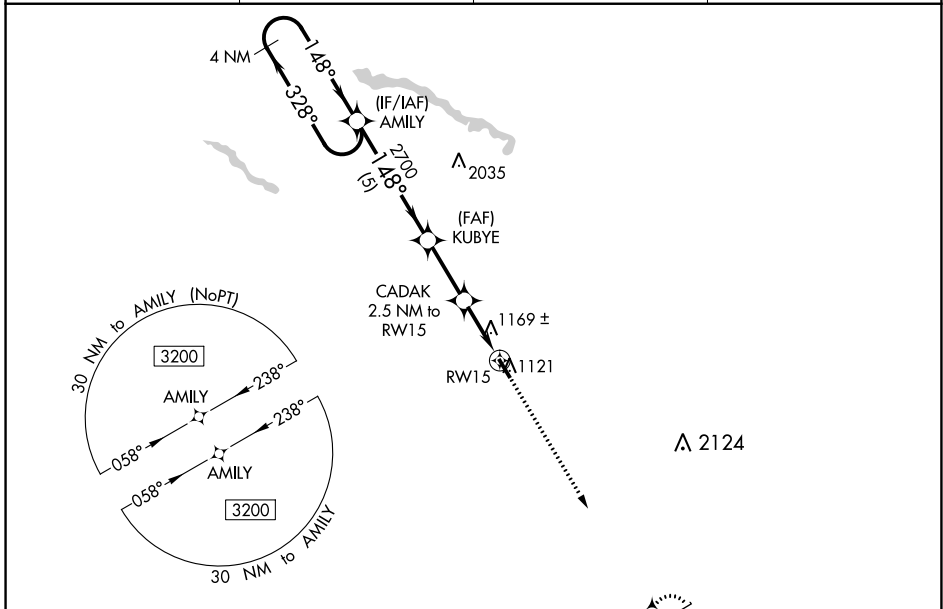 4 NM
148°
328°
(IF/IAF)
AMILY
2700
148°
(5)
2035
(FAF)
KUBYE
CADAK
2.5 NM to
RW15
1169 ±
RW15
1121
2124
30 NM to AMILY (NoPT)
3200
238°
AMILY
058°
238°
AMILY
058°
3200
30 NM to AMILY